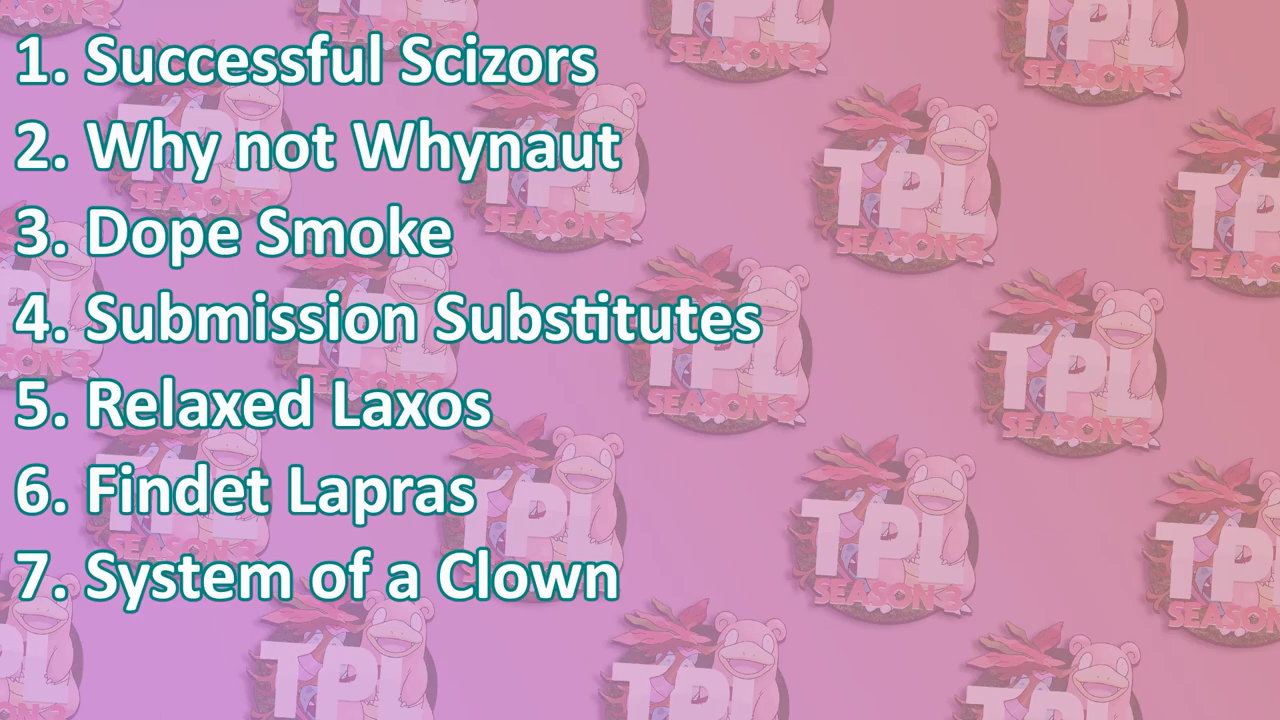 1. Successful Scizors
2. Why not Whynaut
3. Dope Smoke
4. Submission Substitutes
5. Relaxed Laxos
6. Findet Lapras
7. System of a Clown
TPL
SEASON 3